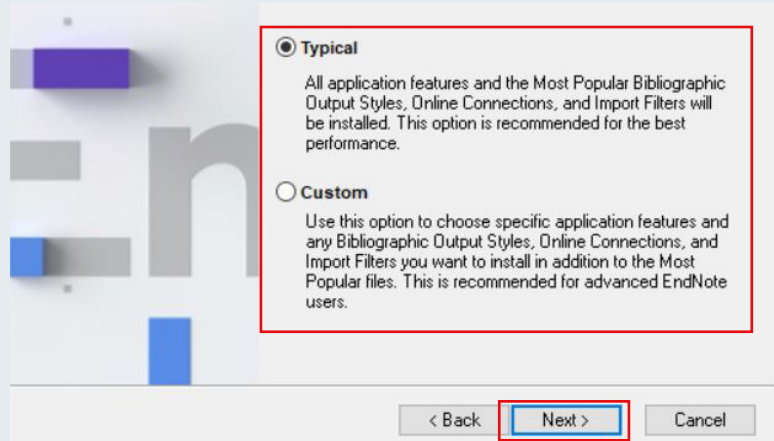 En
Typical
All application features and the Most Popular Bibliographic
Output Styles, Online Connections, and Import Filters will
be installed. This option is recommended for the best
performance.
Custom
Use this option to choose specific application features and
any Bibliographic Output Styles, Online Connections, and
Import Filters you want to install in addition to the Most
Popular files. This is recommended for advanced EndNote
users.
< Back
Next >
Cancel